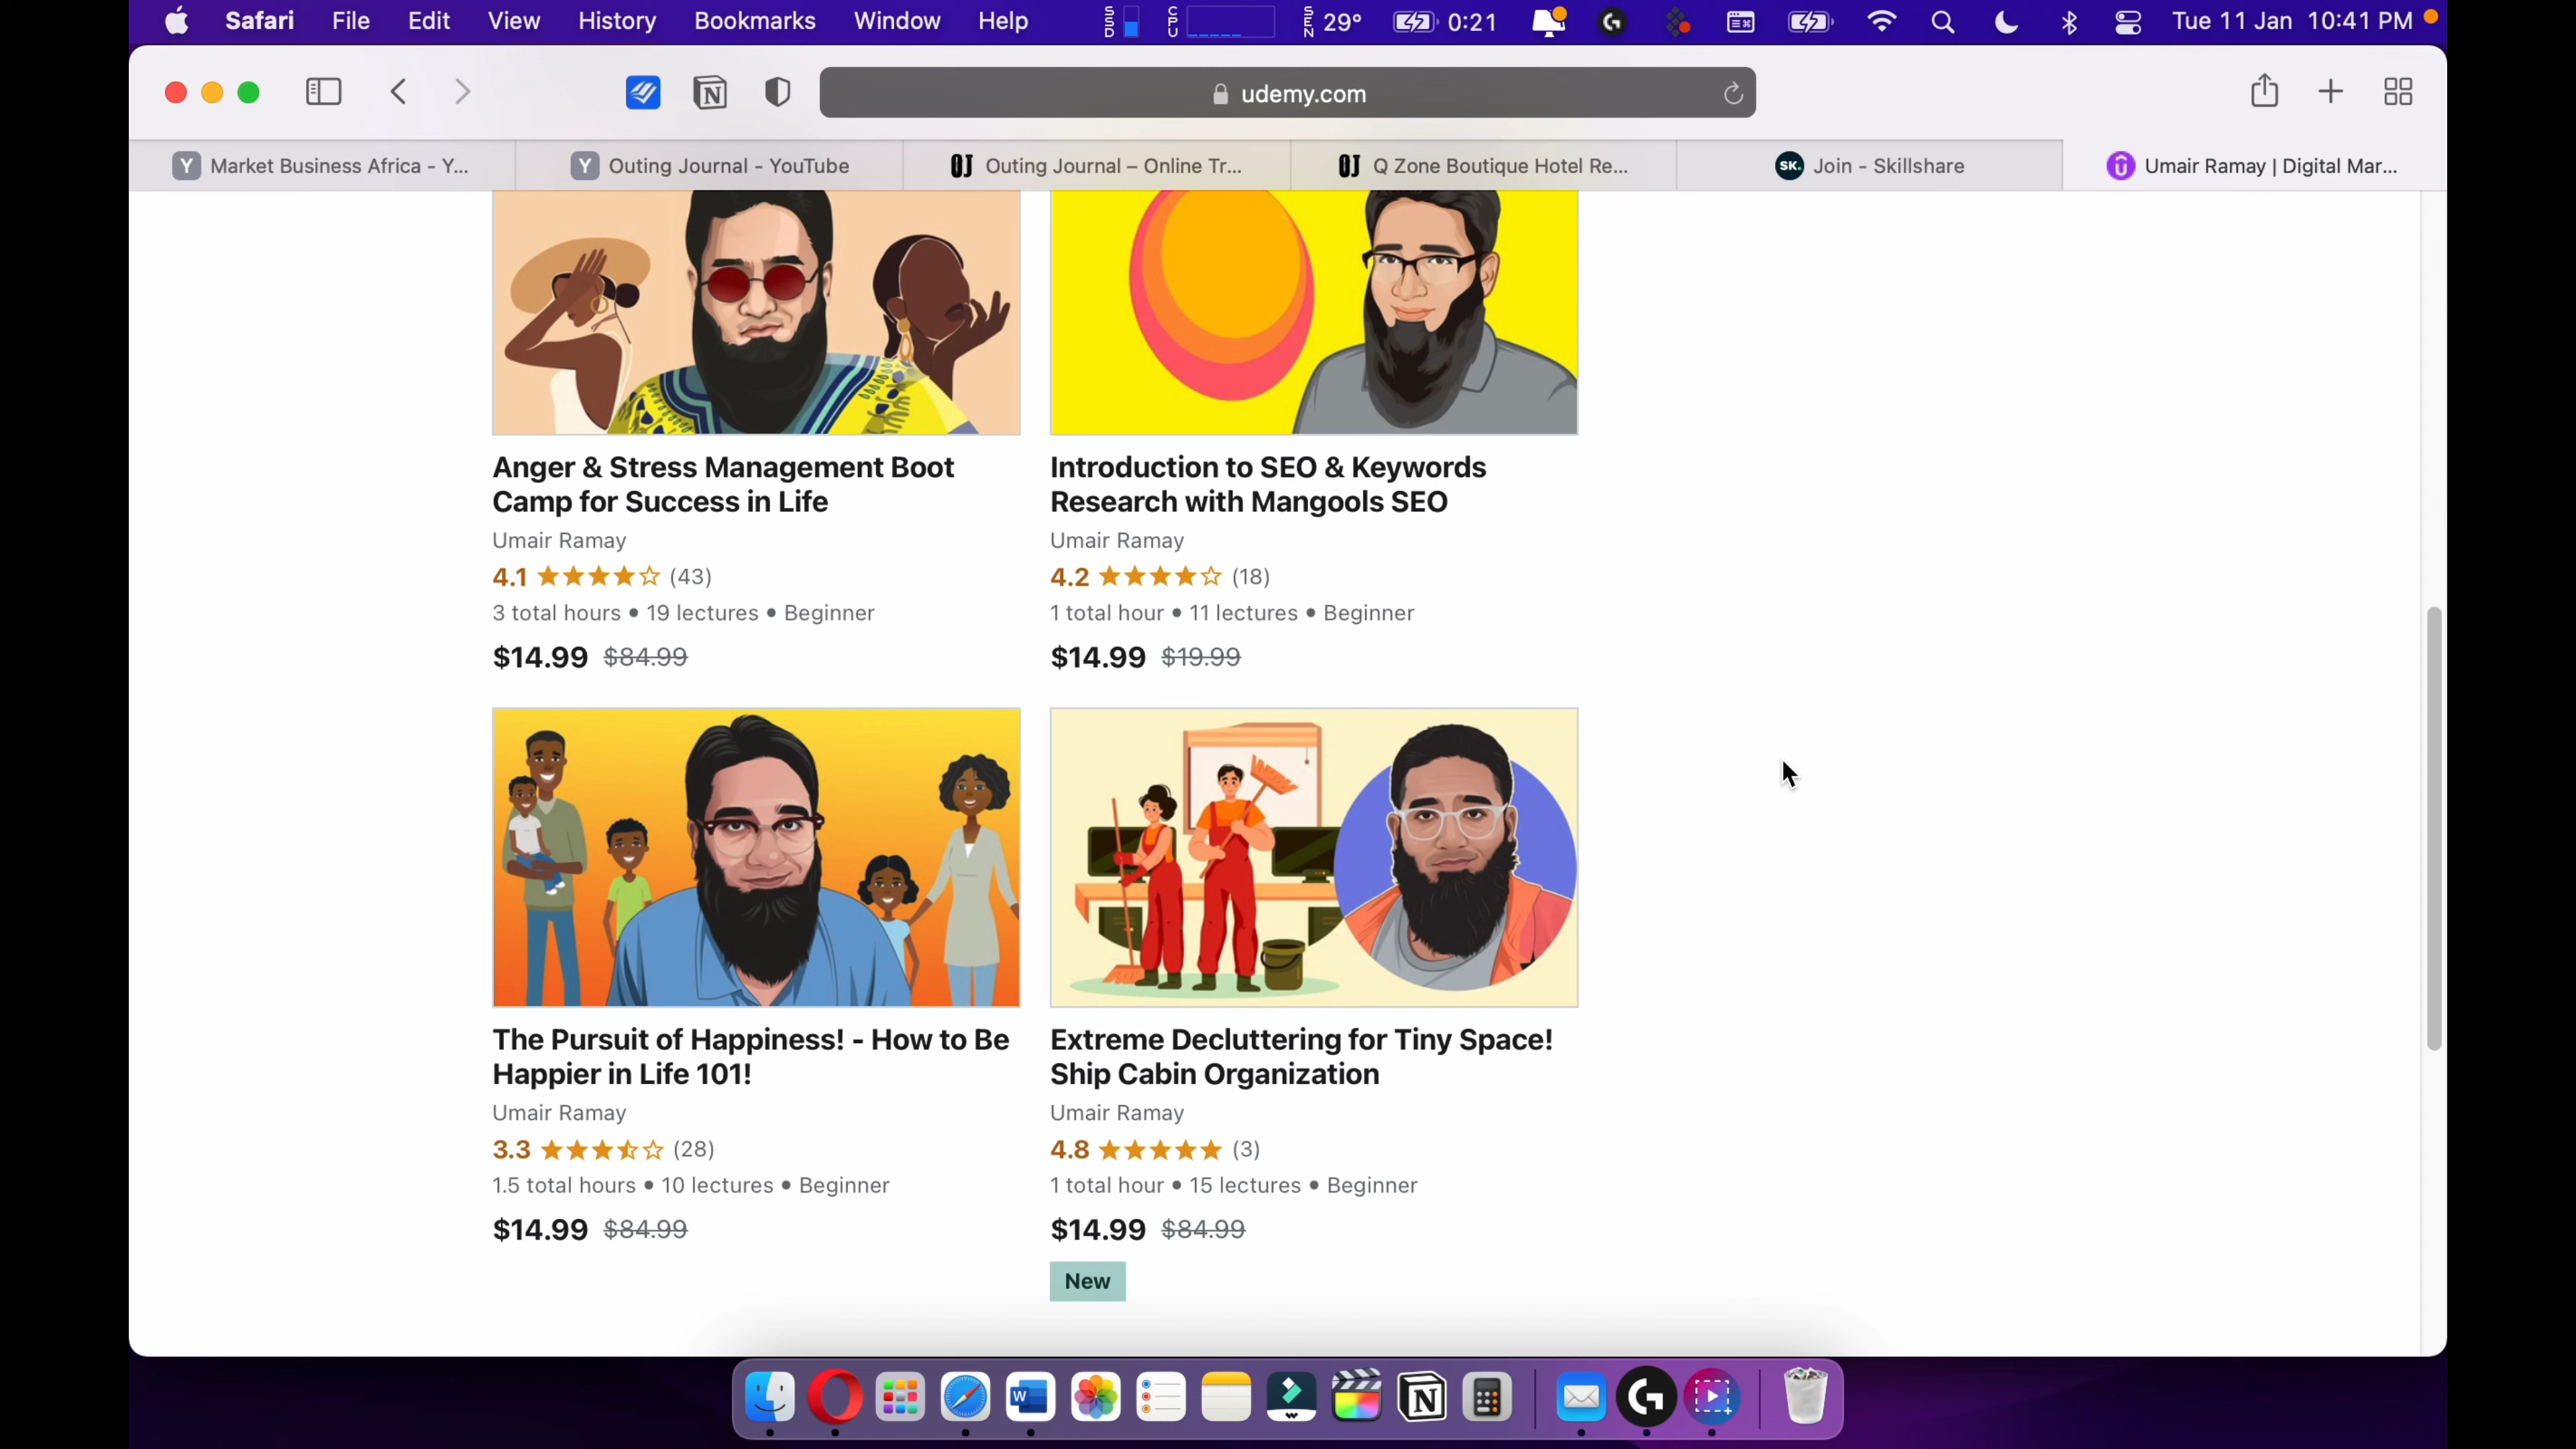 Safari File Edit View History Bookmarks Window Help SSD CPU SEN 29° 0:21 Tue 11 Jan 10:41 PM
udemy.com
Y Market Business Africa - Y... Y Outing Journal - YouTube OJ Outing Journal – Online Tr... OJ Q Zone Boutique Hotel Re... SK. Join - Skillshare Umair Ramay | Digital Mar...
Anger & Stress Management Boot
Camp for Success in Life
Umair Ramay
4.1 (43)
3 total hours • 19 lectures • Beginner
$14.99 $84.99
Introduction to SEO & Keywords
Research with Mangools SEO
Umair Ramay
4.2 (18)
1 total hour • 11 lectures • Beginner
$14.99 $19.99
The Pursuit of Happiness! - How to Be
Happier in Life 101!
Umair Ramay
3.3 (28)
1.5 total hours • 10 lectures • Beginner
$14.99 $84.99
Extreme Decluttering for Tiny Space!
Ship Cabin Organization
Umair Ramay
4.8 (3)
1 total hour • 15 lectures • Beginner
$14.99 $84.99
New